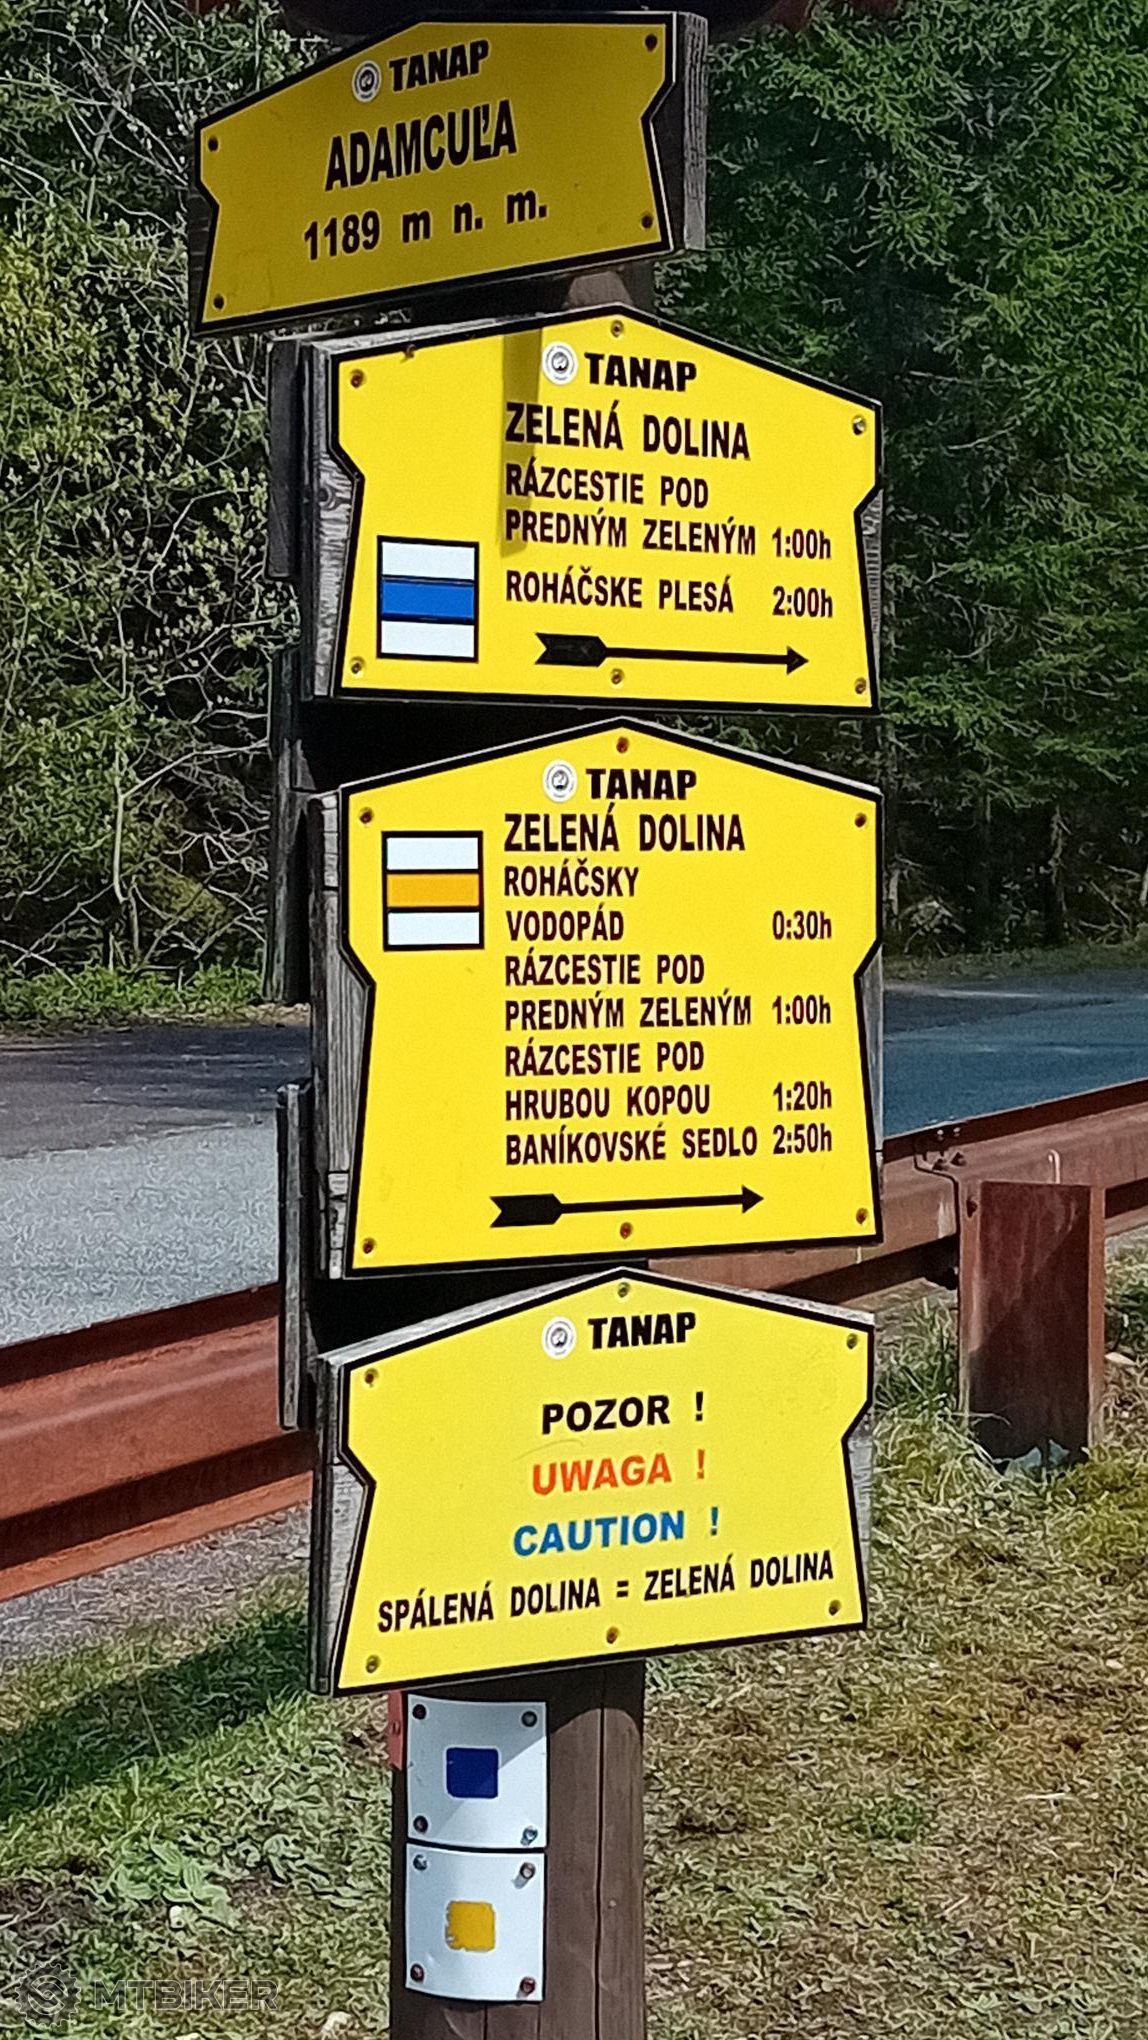 TANAP
ADAMCUĽA
1189 m n. m.
TANAP
ZELENÁ DOLINA
RÁZCESTIE POD
PREDNÝM ZELENÝM 1:00h
ROHÁČSKE PLESÁ 2:00h
TANAP
ZELENÁ DOLINA
ROHÁČSKY
VODOPÁD 0:30h
RÁZCESTIE POD
PREDNÝM ZELENÝM 1:00h
RÁZCESTIE POD
HRUBOU KOPOU 1:20h
BANÍKOVSKÉ SEDLO 2:50h
TANAP
POZOR !
UWAGA !
CAUTION !
SPÁLENÁ DOLINA = ZELENÁ DOLINA
MTBIKER